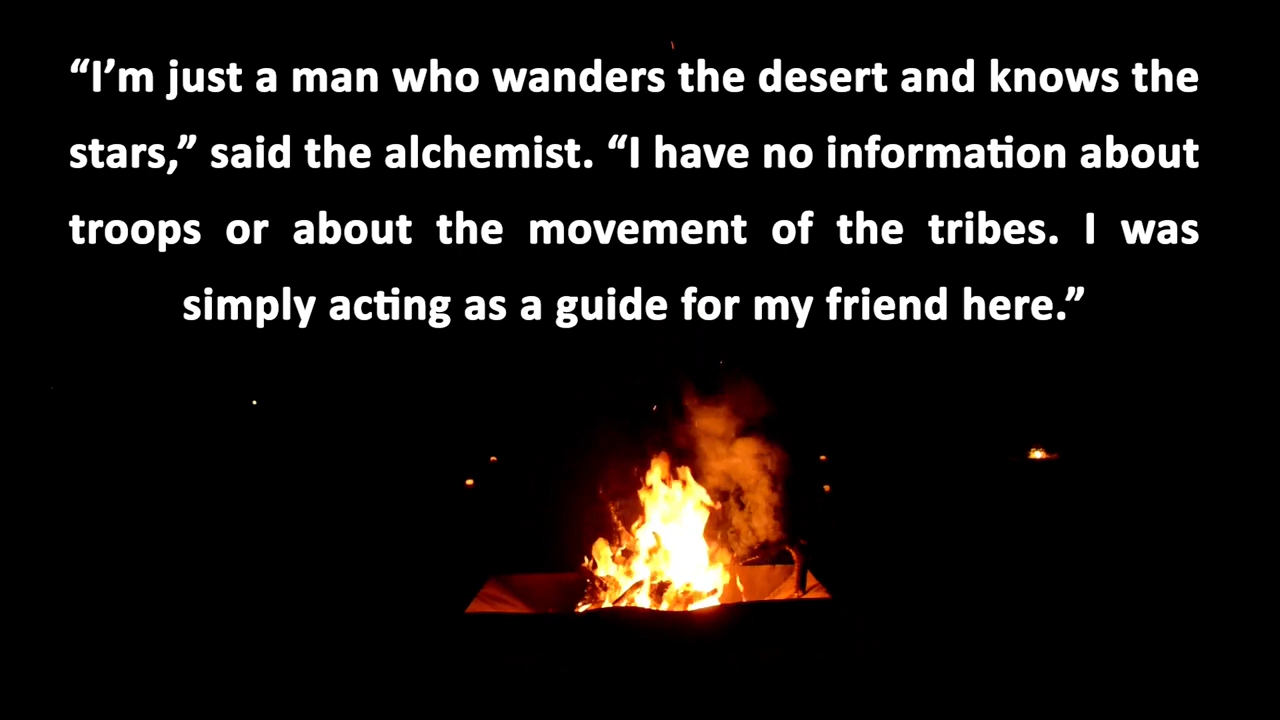 “I’m just a man who wanders the desert and knows the
stars,” said the alchemist. “I have no information about
troops or about the movement of the tribes. I was
simply acting as a guide for my friend here.”